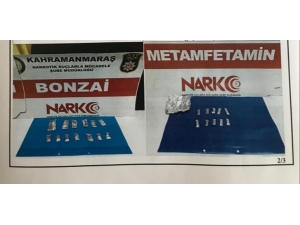 KAHRAMANMARAŞ
NARKOTİK SUÇLARLA MÜCADELE
ŞUBE MÜDÜRLÜĞÜ
BONZAİ
NARKO
METAMFETAMİN
NARKO
2/3